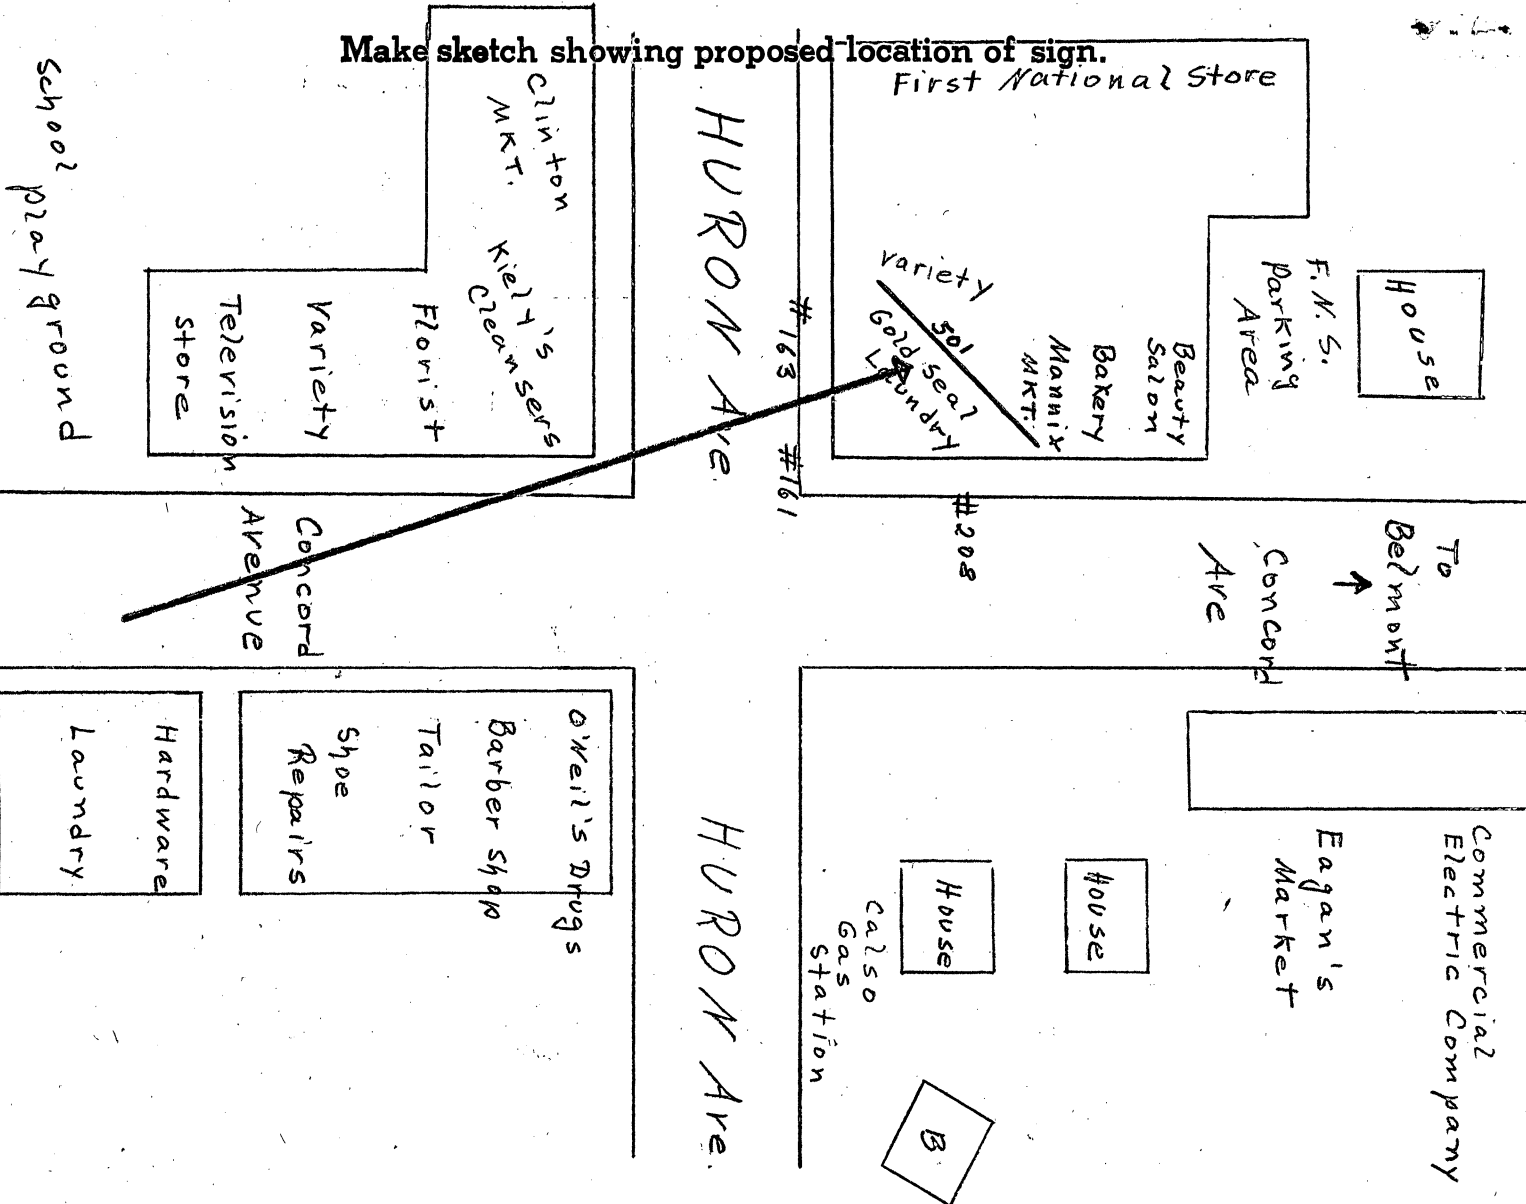 Make sketch showing proposed location of sign.
First National Store
Clinton
MKT.
Kiely's
Cleansers
Florist
Variety
Television
Store
School
playground
HURON Ave.
#163
#161
variety
50'
Gold Seal
Laundry
Mannix
MKT.
Bakery
Beauty
Salon
F.N.S.
Parking
Area
House
#208
Concord
Avenue
To
Belmont
Concord
Ave
O'Neil's Drugs
Barber Shop
Tailor
Shoe
Repairs
Hardware
Laundry
HURON Ave.
Calso
Gas
Station
House
House
B
Eagan's
Market
Commercial
Electric Company